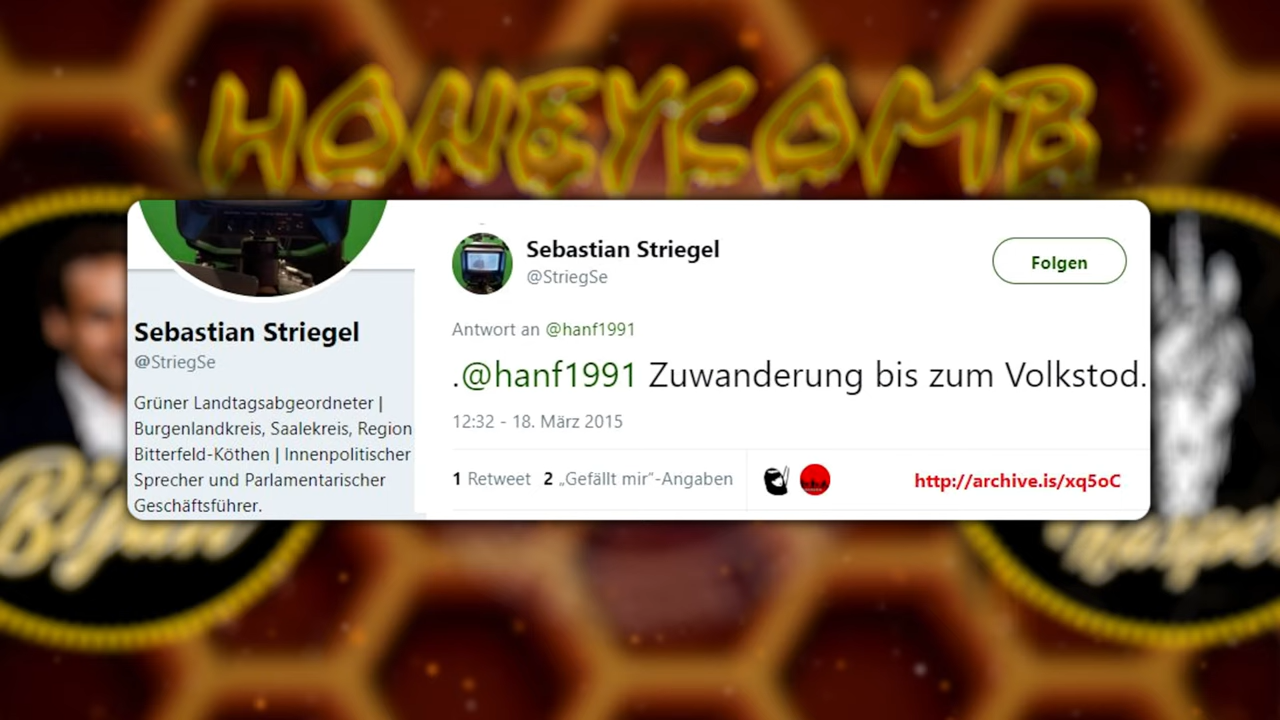 HONEYCOMB
Sebastian Striegel
@StriegSe
Grüner Landtagsabgeordneter |
Burgenlandkreis, Saalekreis, Region
Bitterfeld-Köthen | Innenpolitischer
Sprecher und Parlamentarischer
Geschäftsführer.
Sebastian Striegel
@StriegSe
Folgen
Antwort an @hanf1991
.@hanf1991 Zuwanderung bis zum Volkstod.
12:32 - 18. März 2015
1 Retweet 2 „Gefällt mir“-Angaben
http://archive.is/xq5oC
Bijan